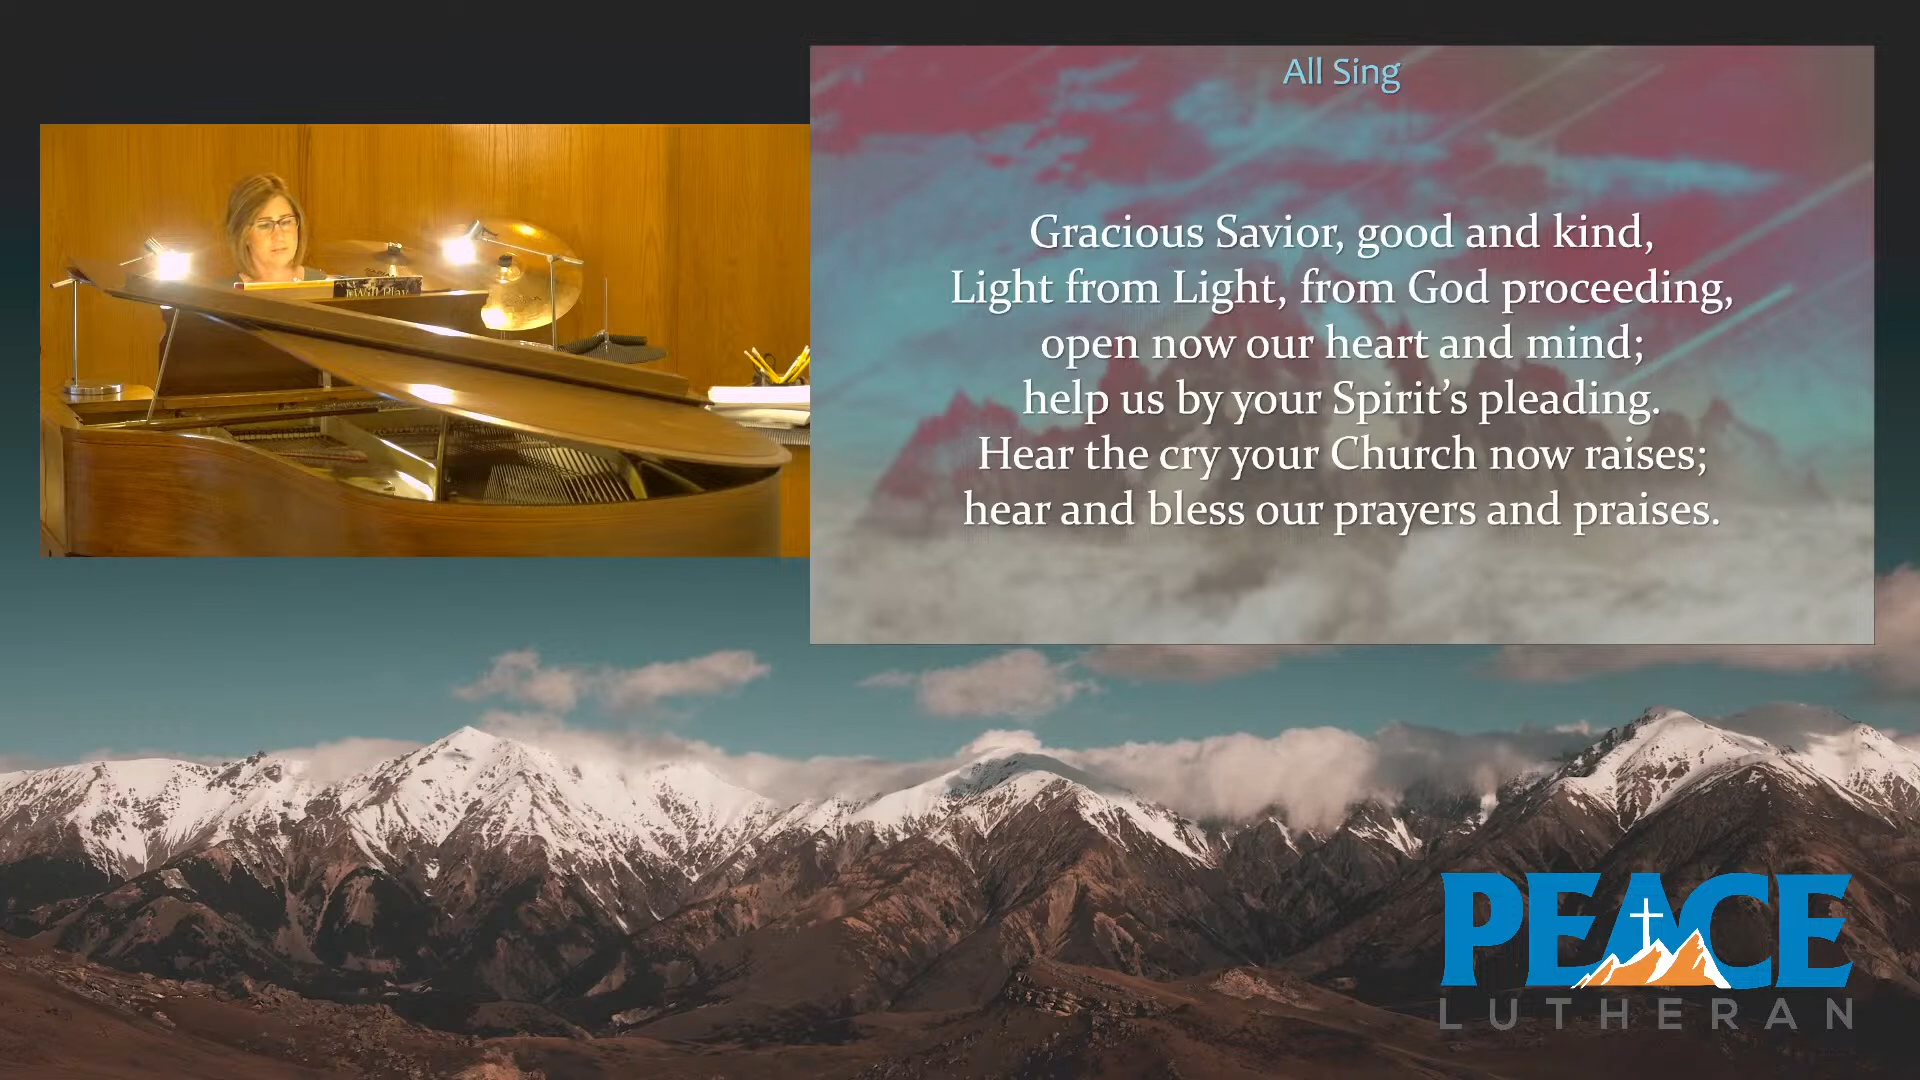 All Sing
Gracious Savior, good and kind,
Light from Light, from God proceeding,
open now our heart and mind;
help us by your Spirit’s pleading.
Hear the cry your Church now raises;
hear and bless our prayers and praises.
I Will Play
PEACE
LUTHERAN